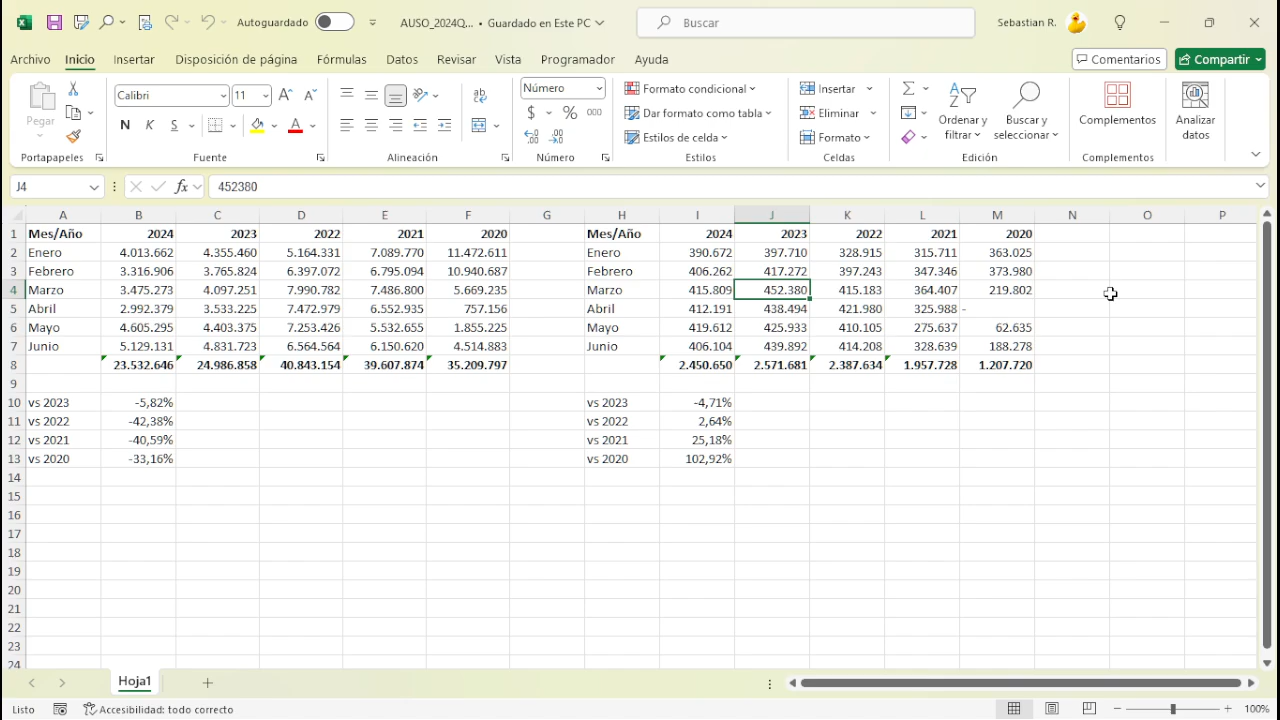 Autoguardado
AUSO_2024Q... • Guardado en Este PC
Buscar
Sebastian R.
Archivo Inicio Insertar Disposición de página Fórmulas Datos Revisar Vista Programador Ayuda
Comentarios Compartir
Pegar
Calibri 11
N K S
A
Número
$ % 000
Formato condicional
Dar formato como tabla
Estilos de celda
Insertar
Eliminar
Formato
Ordenar y filtrar
Buscar y seleccionar
Complementos
Analizar datos
Portapapeles Fuente Alineación Número Estilos Celdas Edición Complementos
J4 fx 452380
A B C D E F G H I J K L M N O P
1 Mes/Año 2024 2023 2022 2021 2020 Mes/Año 2024 2023 2022 2021 2020
2 Enero 4.013.662 4.355.460 5.164.331 7.089.770 11.472.611 Enero 390.672 397.710 328.915 315.711 363.025
3 Febrero 3.316.906 3.765.824 6.397.072 6.795.094 10.940.687 Febrero 406.262 417.272 397.243 347.346 373.980
4 Marzo 3.475.273 4.097.251 7.990.782 7.486.800 5.669.235 Marzo 415.809 452.380 415.183 364.407 219.802
5 Abril 2.992.379 3.533.225 7.472.979 6.552.935 757.156 Abril 412.191 438.494 421.980 325.988 -
6 Mayo 4.605.295 4.403.375 7.253.426 5.532.655 1.855.225 Mayo 419.612 425.933 410.105 275.637 62.635
7 Junio 5.129.131 4.831.723 6.564.564 6.150.620 4.514.883 Junio 406.104 439.892 414.208 328.639 188.278
8 23.532.646 24.986.858 40.843.154 39.607.874 35.209.797 2.450.650 2.571.681 2.387.634 1.957.728 1.207.720
9
10 vs 2023 -5,82% vs 2023 -4,71%
11 vs 2022 -42,38% vs 2022 2,64%
12 vs 2021 -40,59% vs 2021 25,18%
13 vs 2020 -33,16% vs 2020 102,92%
14
15
16
17
18
19
20
21
22
23
24
Hoja1
Listo Accesibilidad: todo correcto 100%